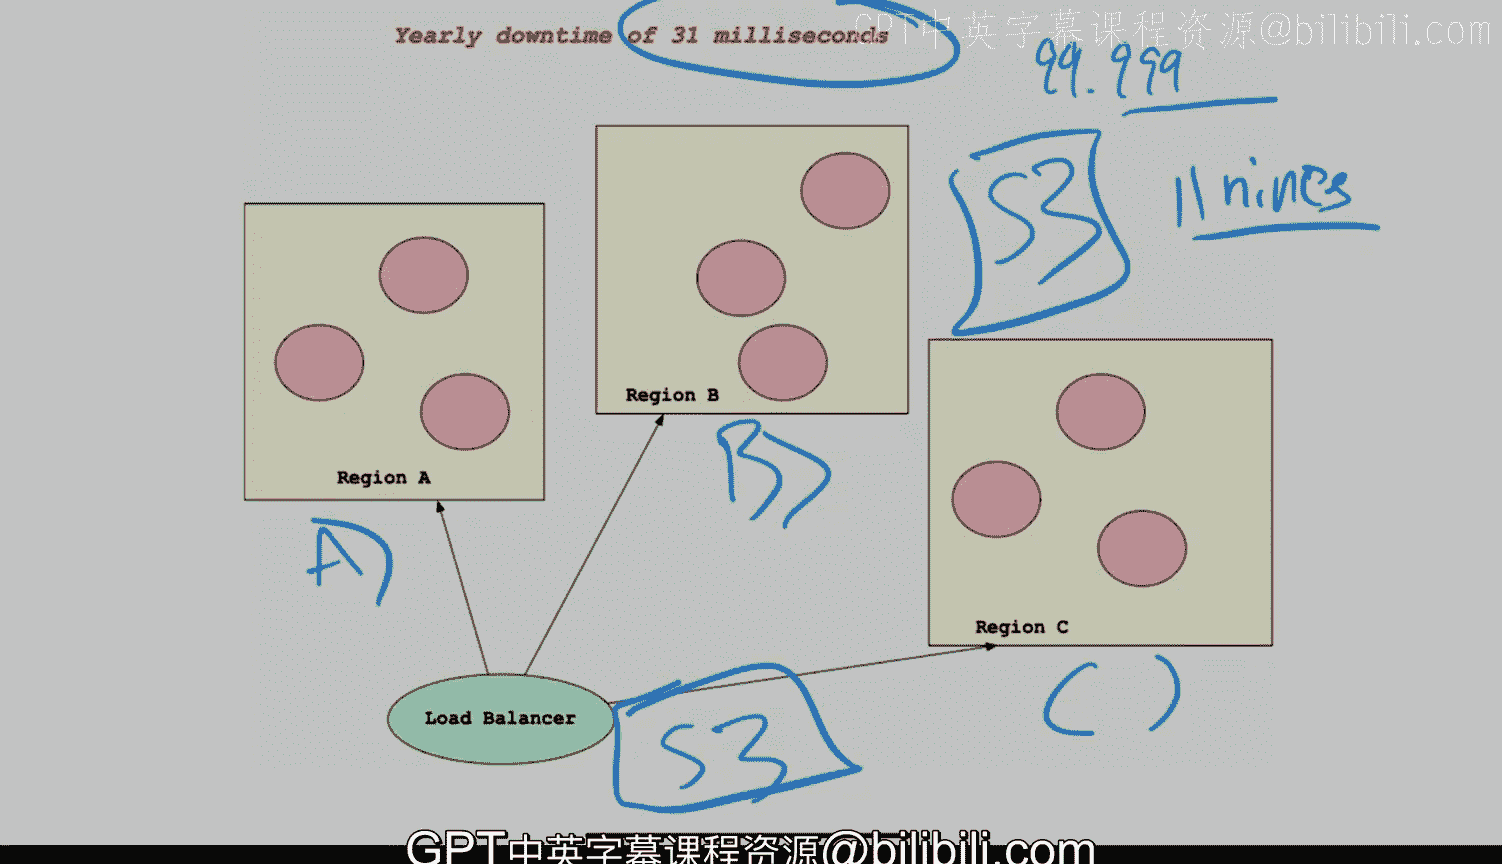 Yearly downtime of 31 milliseconds
GPT中英字幕课程资源@bilibili.com
99.999
S3
11 nines
Region B
B)
Region A
A)
Region C
C)
Load Balancer
S3
GPT中英字幕课程资源@bilibili.com